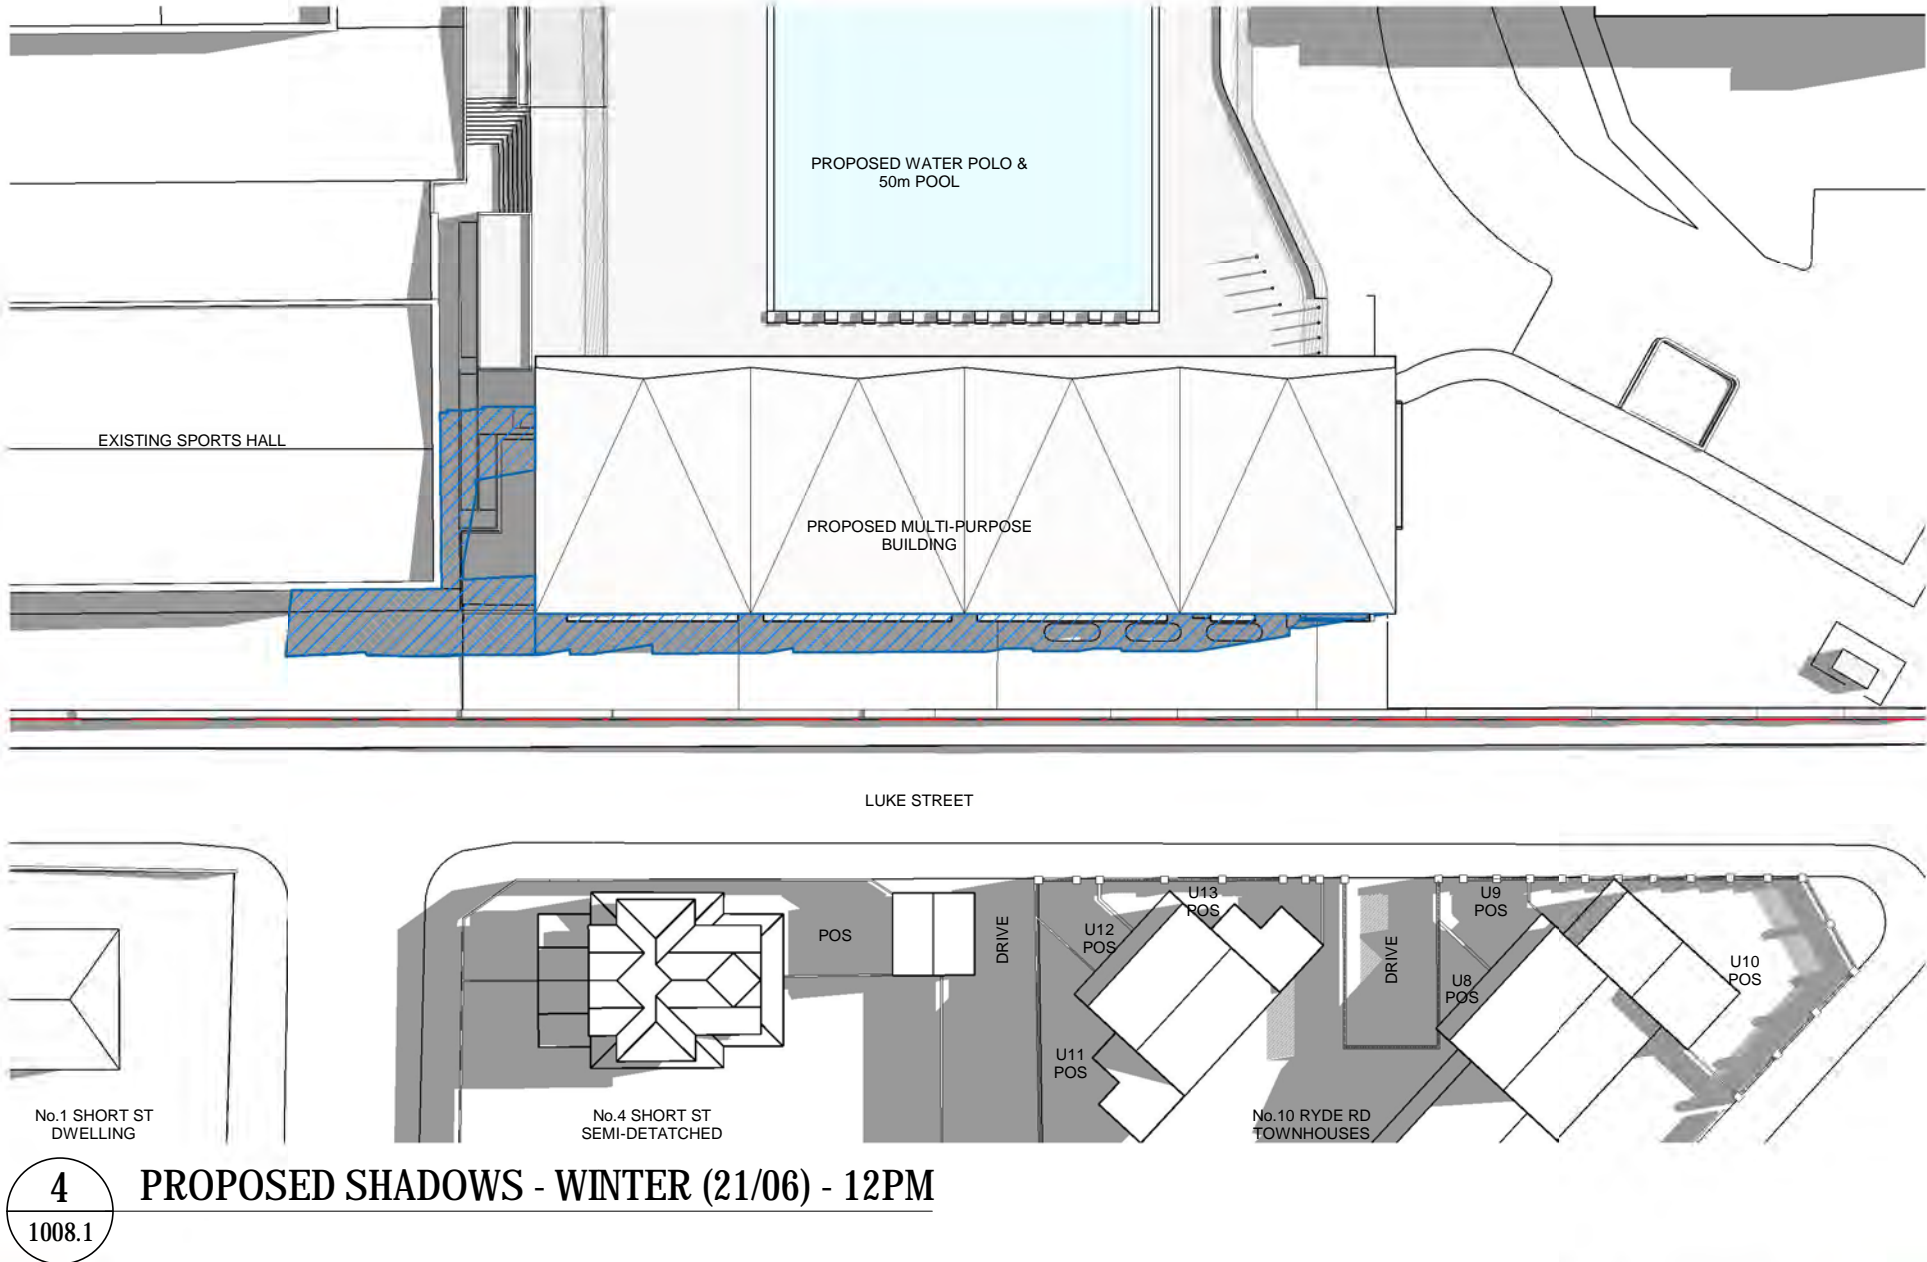 PROPOSED WATER POLO &
50m POOL
EXISTING SPORTS HALL
PROPOSED MULTI-PURPOSE
BUILDING
LUKE STREET
U13
POS
U9
POS
U12
POS
POS
DRIVE
DRIVE
U8
POS
U10
POS
U11
POS
No.1 SHORT ST
DWELLING
No.4 SHORT ST
SEMI-DETATCHED
No.10 RYDE RD
TOWNHOUSES
4
1008.1
PROPOSED SHADOWS - WINTER (21/06) - 12PM